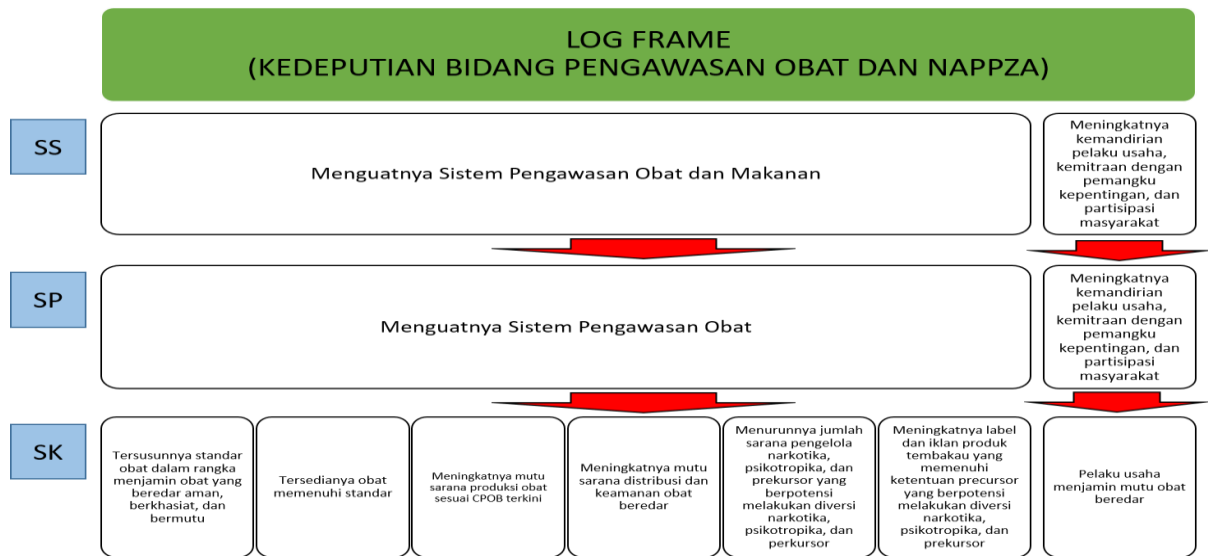 LOG FRAME
(KEDEPUTIAN BIDANG PENGAWASAN OBAT DAN NAPPZA)
SS
Menguatnya Sistem Pengawasan Obat dan Makanan
Meningkatnya
kemandirian
pelaku usaha,
kemitraan dengan
pemangku
kepentingan, dan
partisipasi
masyarakat
SP
Menguatnya Sistem Pengawasan Obat
Meningkatnya
kemandirian
pelaku usaha,
kemitraan dengan
pemangku
kepentingan, dan
partisipasi
masyarakat
SK
Tersusunnya standar
obat dalam rangka
menjamin obat yang
beredar aman,
berkhasiat, dan
bermutu
Tersedianya obat
memenuhi standar
Meningkatnya mutu
sarana produksi obat
sesuai CPOB terkini
Meningkatnya mutu
sarana distribusi dan
keamanan obat
beredar
Menurunnya jumlah
sarana pengelola
narkotika,
psikotropika, dan
prekursor yang
berpotensi
melakukan diversi
narkotika,
psikotropika, dan
perkursor
Meningkatnya label
dan iklan produk
tembakau yang
memenuhi
ketentuan precursor
yang berpotensi
melakukan diversi
narkotika,
psikotropika, dan
prekursor
Pelaku usaha
menjamin mutu obat
beredar